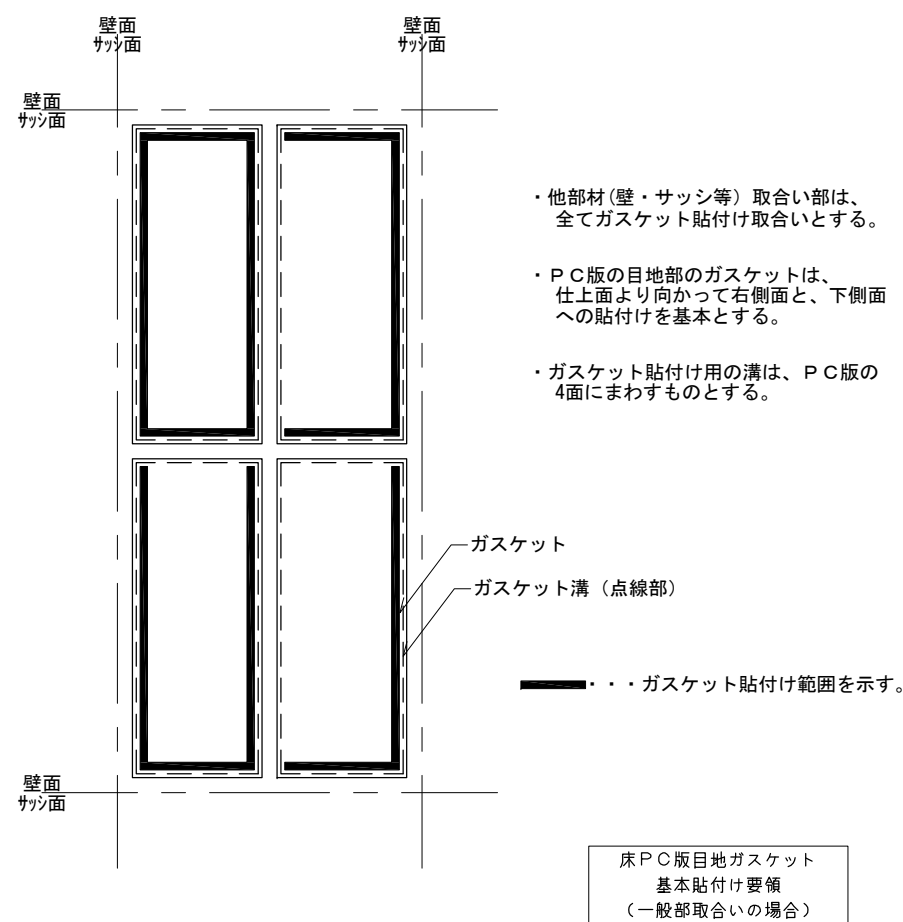 壁面
サッシ面
壁面
サッシ面
壁面
サッシ面
・他部材(壁・サッシ等)取合い部は、
全てガスケット貼付け取合いとする。
・PC版の目地部のガスケットは、
仕上面より向かって右側面と、下側面
への貼付けを基本とする。
・ガスケット貼付け用の溝は、PC版の
4面にまわすものとする。
ガスケット
ガスケット溝(点線部)
・・・ガスケット貼付け範囲を示す。
壁面
サッシ面
床PC版目地ガスケット
基本貼付け要領
(一般部取合いの場合)